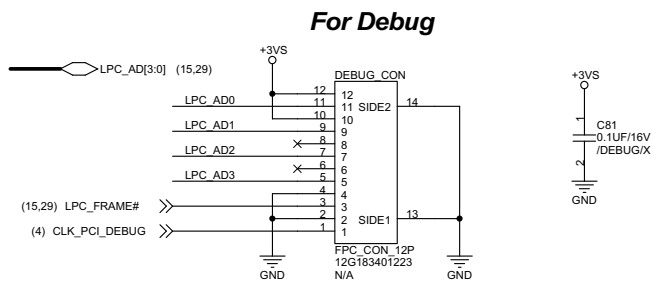 For Debug
+3VS
LPC_AD[3:0] (15,29)
DEBUG_CON
+3VS
12 12
LPC_AD0 11 11 SIDE2 14
10 10
LPC_AD1 9 9
8 8
LPC_AD2 7 7
6 6
LPC_AD3 5 5
4 4
(15,29) LPC_FRAME# 3 3
2 2 SIDE1 13
(4) CLK_PCI_DEBUG 1 1
1
C81
0.1UF/16V
/DEBUG/X
2
GND
FPC_CON_12P
12G183401223
N/A
GND
GND